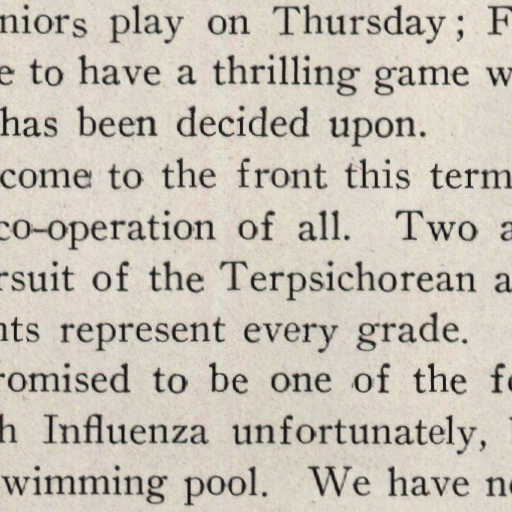 niors play on Thursday; F
e to have a thrilling game w
has been decided upon.
come to the front this term
co-operation of all. Two a
rsuit of the Terpsichorean a
nts represent every grade.
romised to be one of the fe
h Influenza unfortunately,
wimming pool. We have no